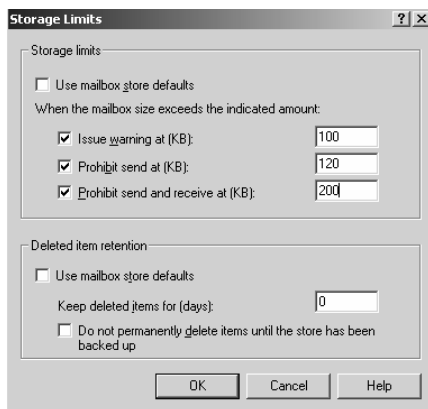 Storage Limits
Storage limits
Use mailbox store defaults
When the mailbox size exceeds the indicated amount:
Issue warning at (KB): 100
Prohibit send at (KB): 120
Prohibit send and receive at (KB): 200
Deleted item retention
Use mailbox store defaults
Keep deleted items for (days): 0
Do not permanently delete items until the store has been
backed up
OK Cancel Help